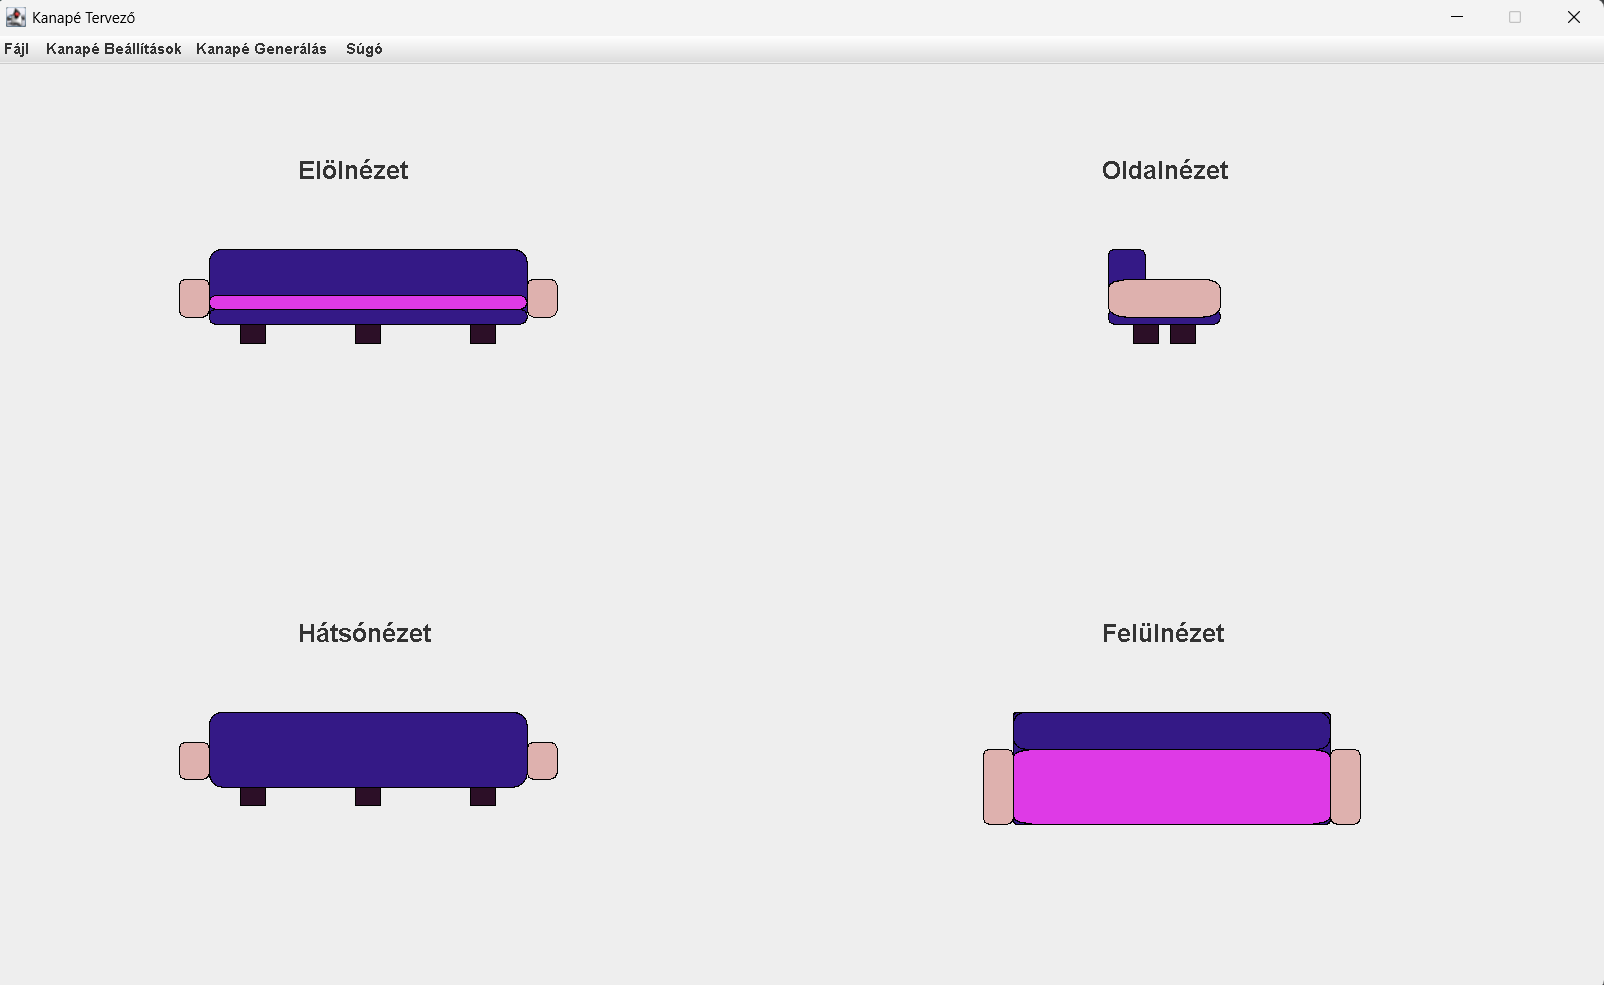 Kanapé Tervező
Fájl Kanapé Beállítások Kanapé Generálás Súgó
Elölnézet
Oldalnézet
Hátsónézet
Felülnézet